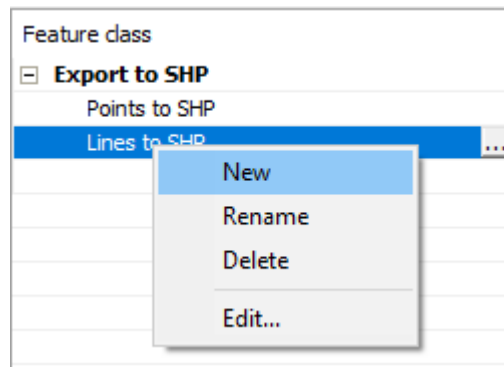 Feature class
Export to SHP
Points to SHP
Lines to SHP
...
New
Rename
Delete
Edit...